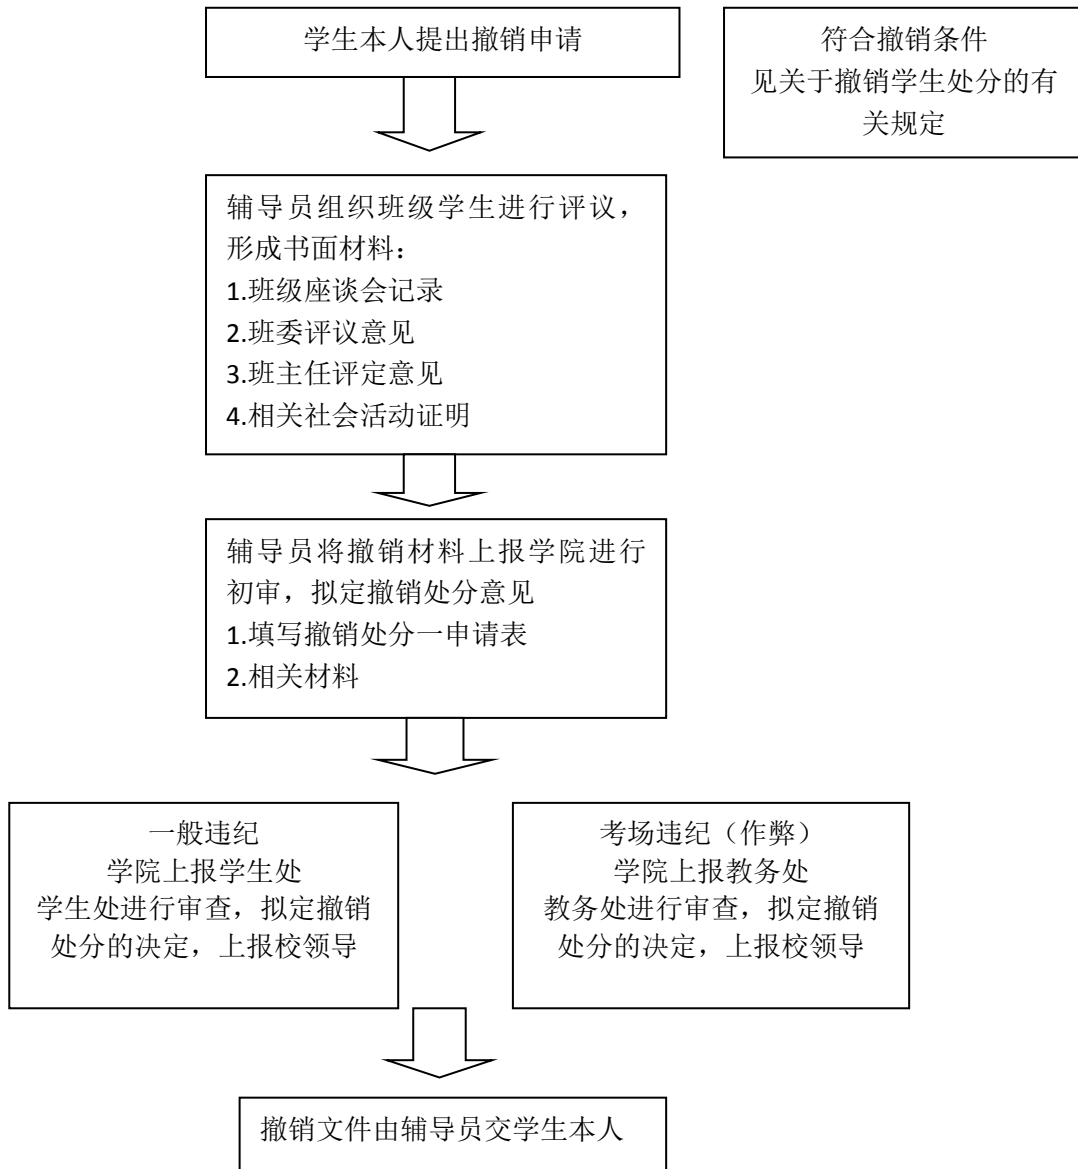 学生本人提出撤销申请
符合撤销条件
见关于撤销学生处分的有
关规定
辅导员组织班级学生进行评议，
形成书面材料：
1.班级座谈会记录
2.班委评议意见
3.班主任评定意见
4.相关社会活动证明
辅导员将撤销材料上报学院进行
初审，拟定撤销处分意见
1.填写撤销处分一申请表
2.相关材料
一般违纪
学院上报学生处
学生处进行审查，拟定撤销
处分的决定，上报校领导
考场违纪（作弊）
学院上报教务处
教务处进行审查，拟定撤销
处分的决定，上报校领导
撤销文件由辅导员交学生本人